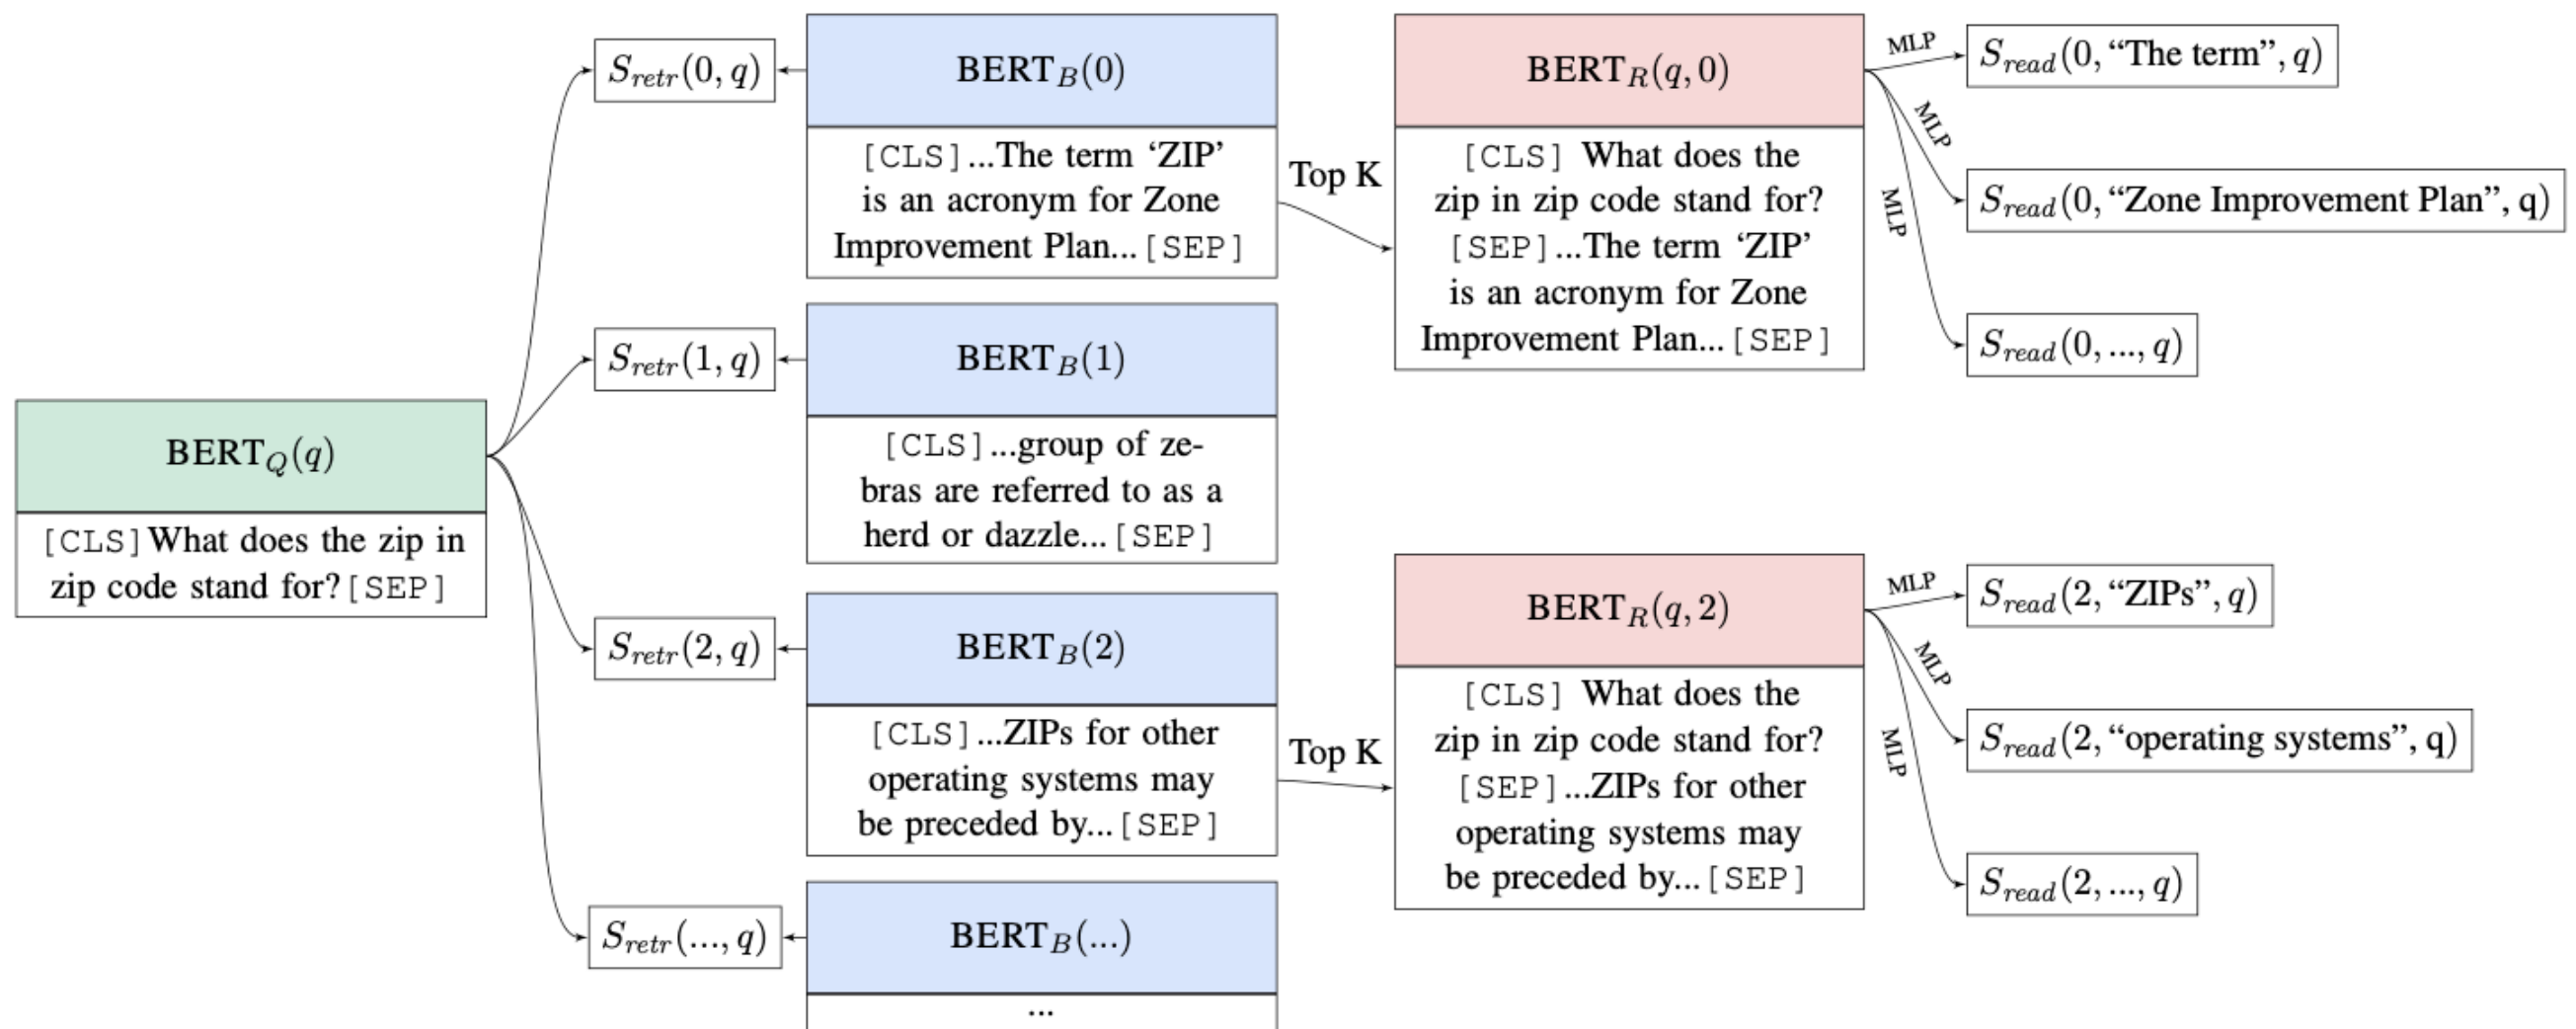 BERT_Q(q)
[CLS]What does the zip in
zip code stand for?[SEP]
S_retr(0, q)
S_retr(1, q)
S_retr(2, q)
S_retr(..., q)
BERT_B(0)
[CLS]...The term ‘ZIP’
is an acronym for Zone
Improvement Plan...[SEP]
BERT_B(1)
[CLS]...group of ze-
bras are referred to as a
herd or dazzle...[SEP]
BERT_B(2)
[CLS]...ZIPs for other
operating systems may
be preceded by...[SEP]
BERT_B(...)
...
Top K
Top K
BERT_R(q, 0)
[CLS] What does the
zip in zip code stand for?
[SEP]...The term ‘ZIP’
is an acronym for Zone
Improvement Plan...[SEP]
MLP
MLP
MLP
S_read(0, “The term”, q)
S_read(0, “Zone Improvement Plan”, q)
S_read(0, ..., q)
BERT_R(q, 2)
[CLS] What does the
zip in zip code stand for?
[SEP]...ZIPs for other
operating systems may
be preceded by...[SEP]
MLP
MLP
MLP
S_read(2, “ZIPs”, q)
S_read(2, “operating systems”, q)
S_read(2, ..., q)